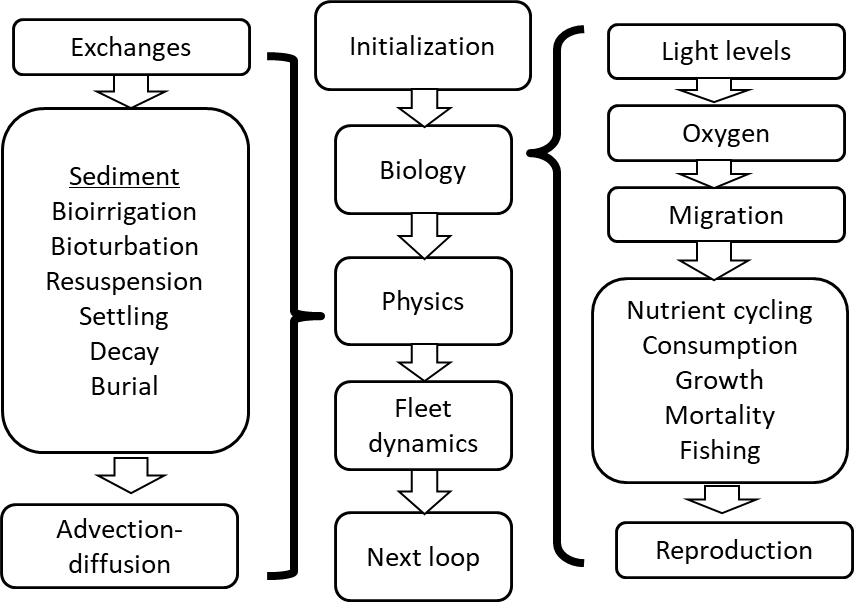 Exchanges
Sediment
Bioirrigation
Bioturbation
Resuspension
Settling
Decay
Burial
Advection-
diffusion
Initialization
Biology
Physics
Fleet
dynamics
Next loop
Light levels
Oxygen
Migration
Nutrient cycling
Consumption
Growth
Mortality
Fishing
Reproduction